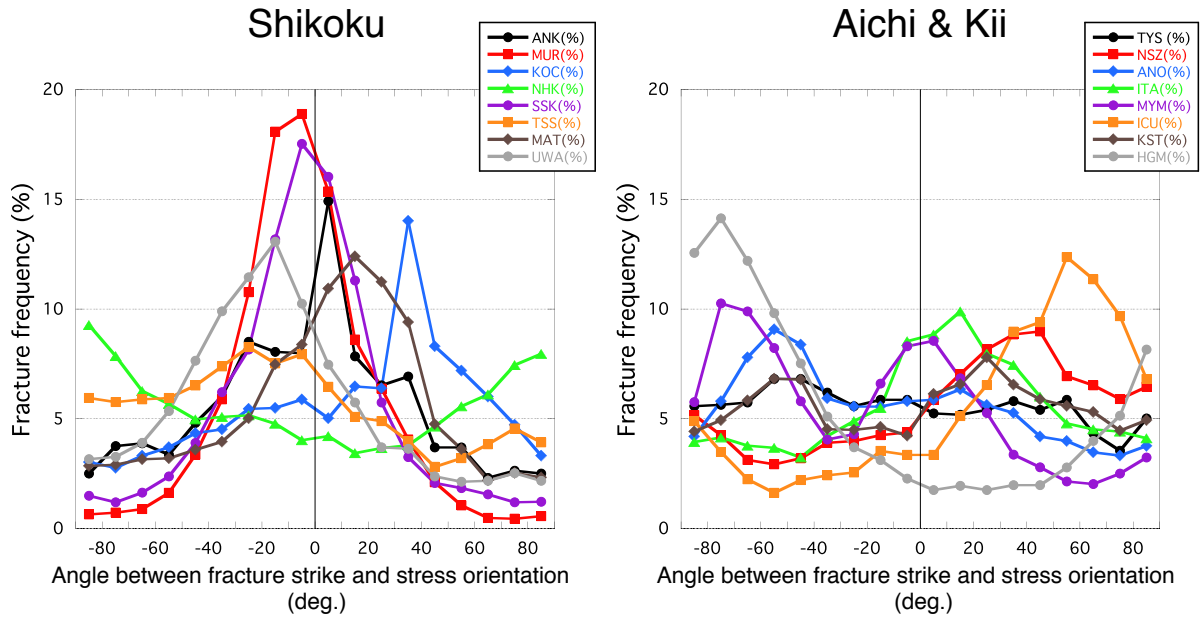 Shikoku
ANK(%)
MUR(%)
KOC(%)
NHK(%)
SSK(%)
TSS(%)
MAT(%)
UWA(%)
20
15
10
5
0
Fracture frequency (%)
-80 -60 -40 -20 0 20 40 60 80
Angle between fracture strike and stress orientation
(deg.)
Aichi & Kii
TYS (%)
NSZ(%)
ANO(%)
ITA(%)
MYM(%)
ICU(%)
KST(%)
HGM(%)
20
15
10
5
0
Fracture frequency (%)
-80 -60 -40 -20 0 20 40 60 80
Angle between fracture strike and stress orientation
(deg.)